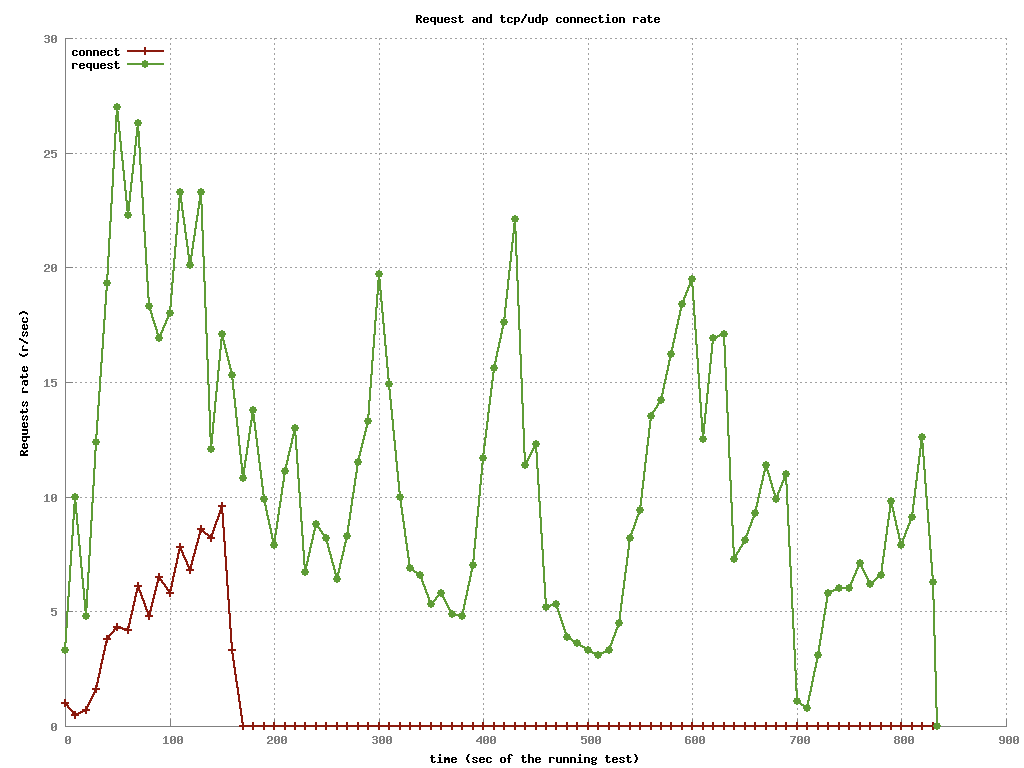 Request and tcp/udp connection rate
30
connect
request
25
20
Requests rate (r/sec)
15
10
5
0
0 100 200 300 400 500 600 700 800 900
time (sec of the running test)